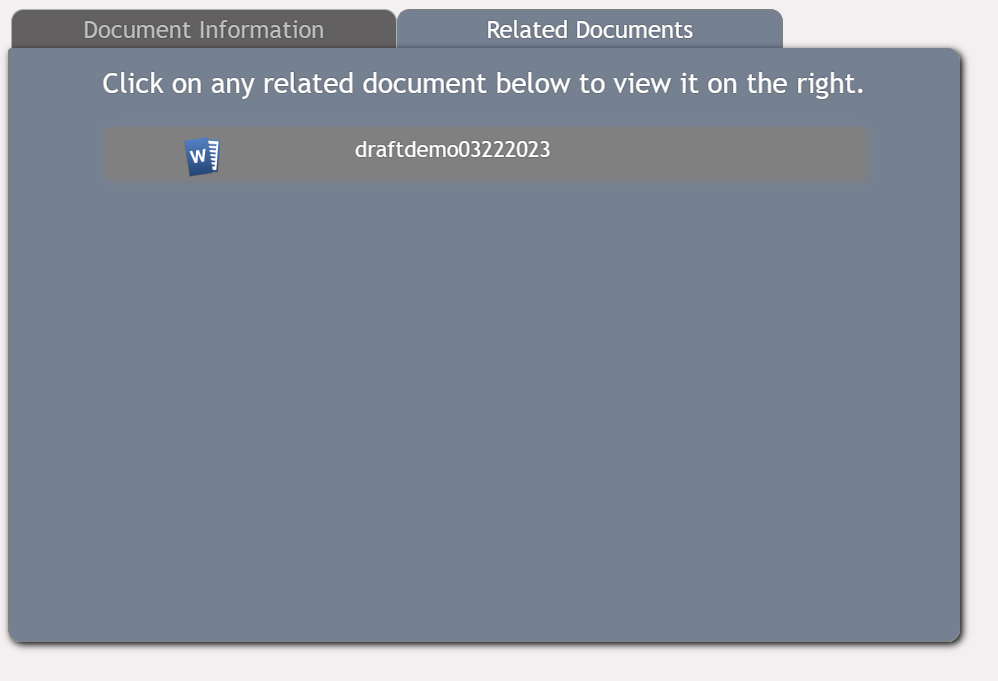 Document Information
Related Documents
Click on any related document below to view it on the right.
W
draftdemo03222023